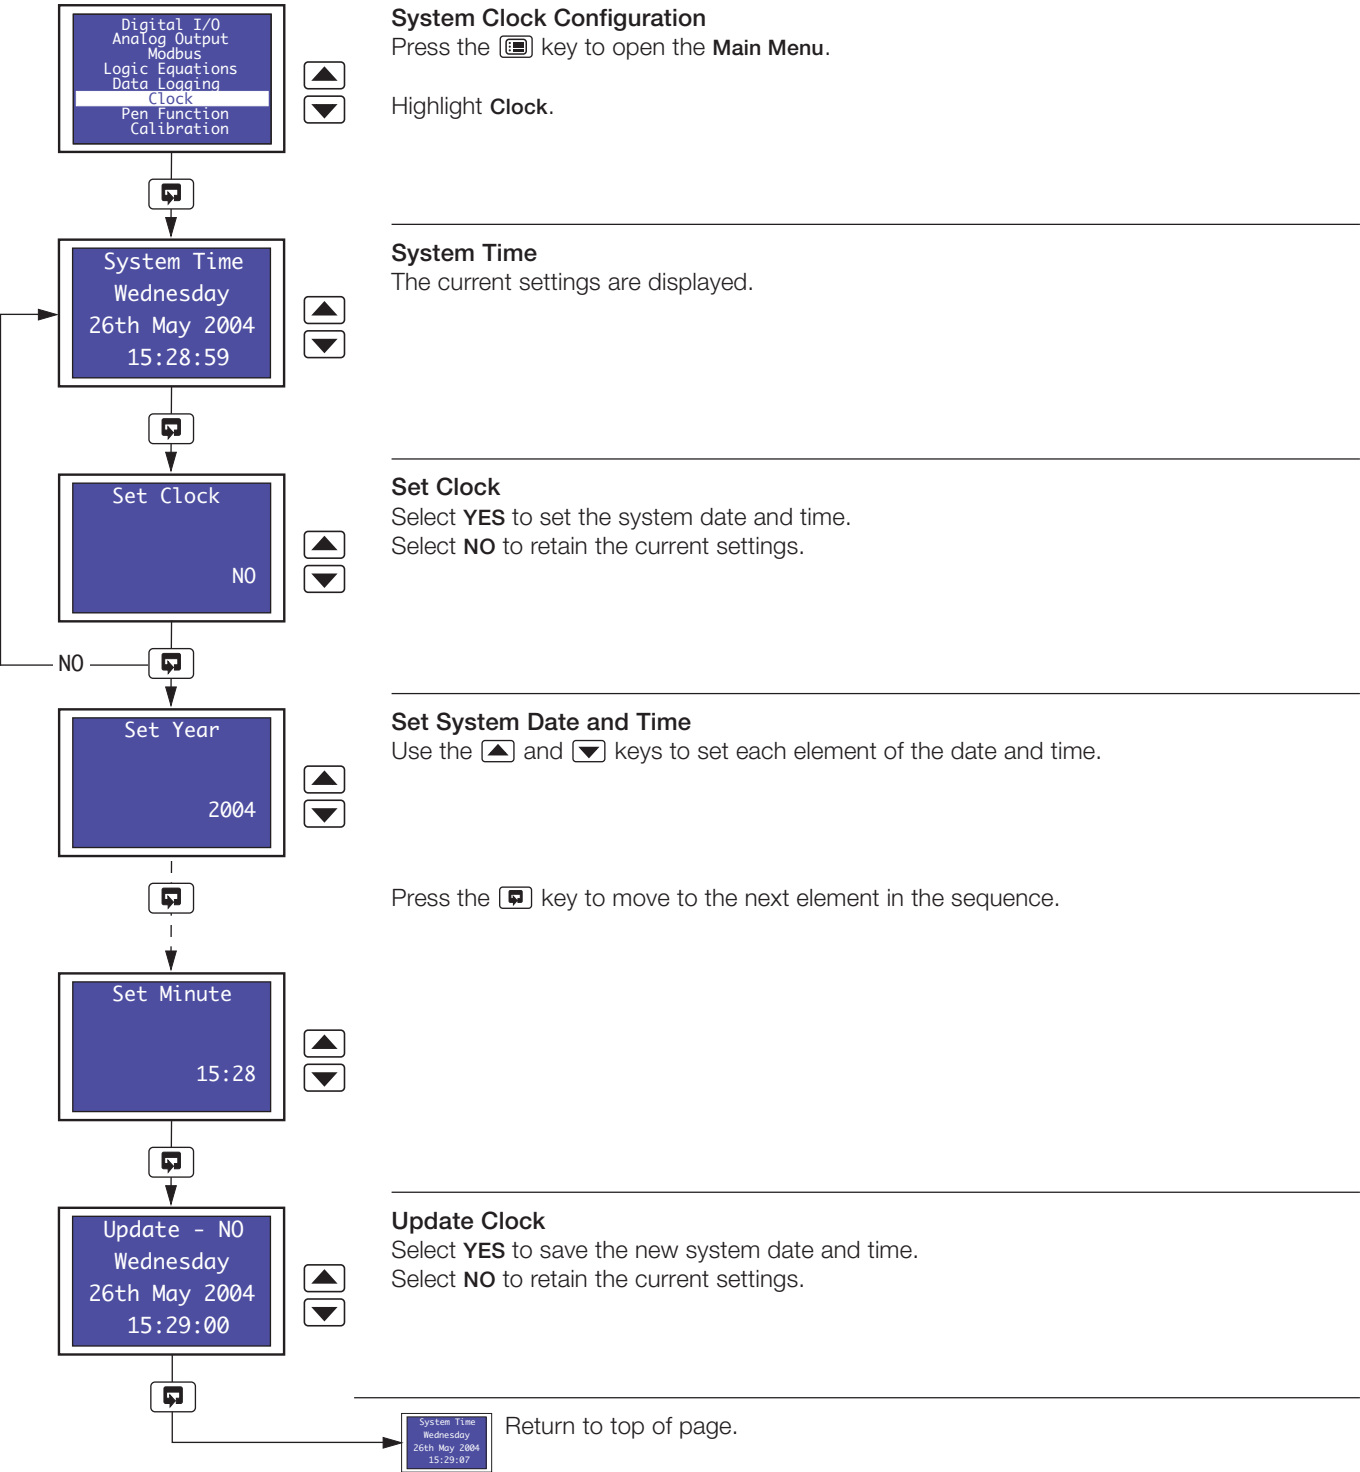 Digital I/O
Analog Output
Modbus
Logic Equations
Data Logging
Clock
Pen Function
Calibration
System Clock Configuration
Press the key to open the Main Menu.
Highlight Clock.
System Time
Wednesday
26th May 2004
15:28:59
System Time
The current settings are displayed.
Set Clock
NO
Set Clock
Select YES to set the system date and time.
Select NO to retain the current settings.
NO
Set Year
2004
Set System Date and Time
Use the and keys to set each element of the date and time.
Press the key to move to the next element in the sequence.
Set Minute
15:28
Update - NO
Wednesday
26th May 2004
15:29:00
Update Clock
Select YES to save the new system date and time.
Select NO to retain the current settings.
System Time
Wednesday
26th May 2004
15:29:07
Return to top of page.